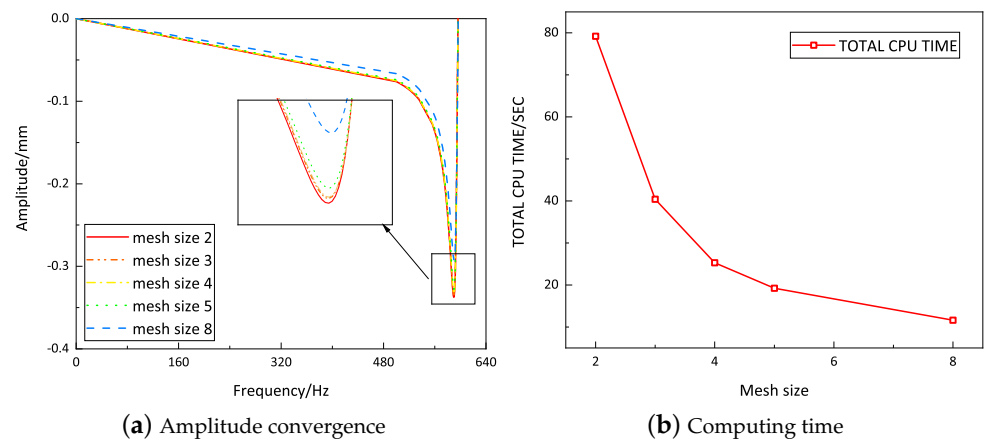 0.0
-0.1
-0.2
-0.3
-0.4
Amplitude/mm
mesh size 2
mesh size 3
mesh size 4
mesh size 5
mesh size 8
0 160 320 480 640
Frequency/Hz
(a) Amplitude convergence
80
60
40
20
TOTAL CPU TIME/SEC
TOTAL CPU TIME
2 4 6 8
Mesh size
(b) Computing time